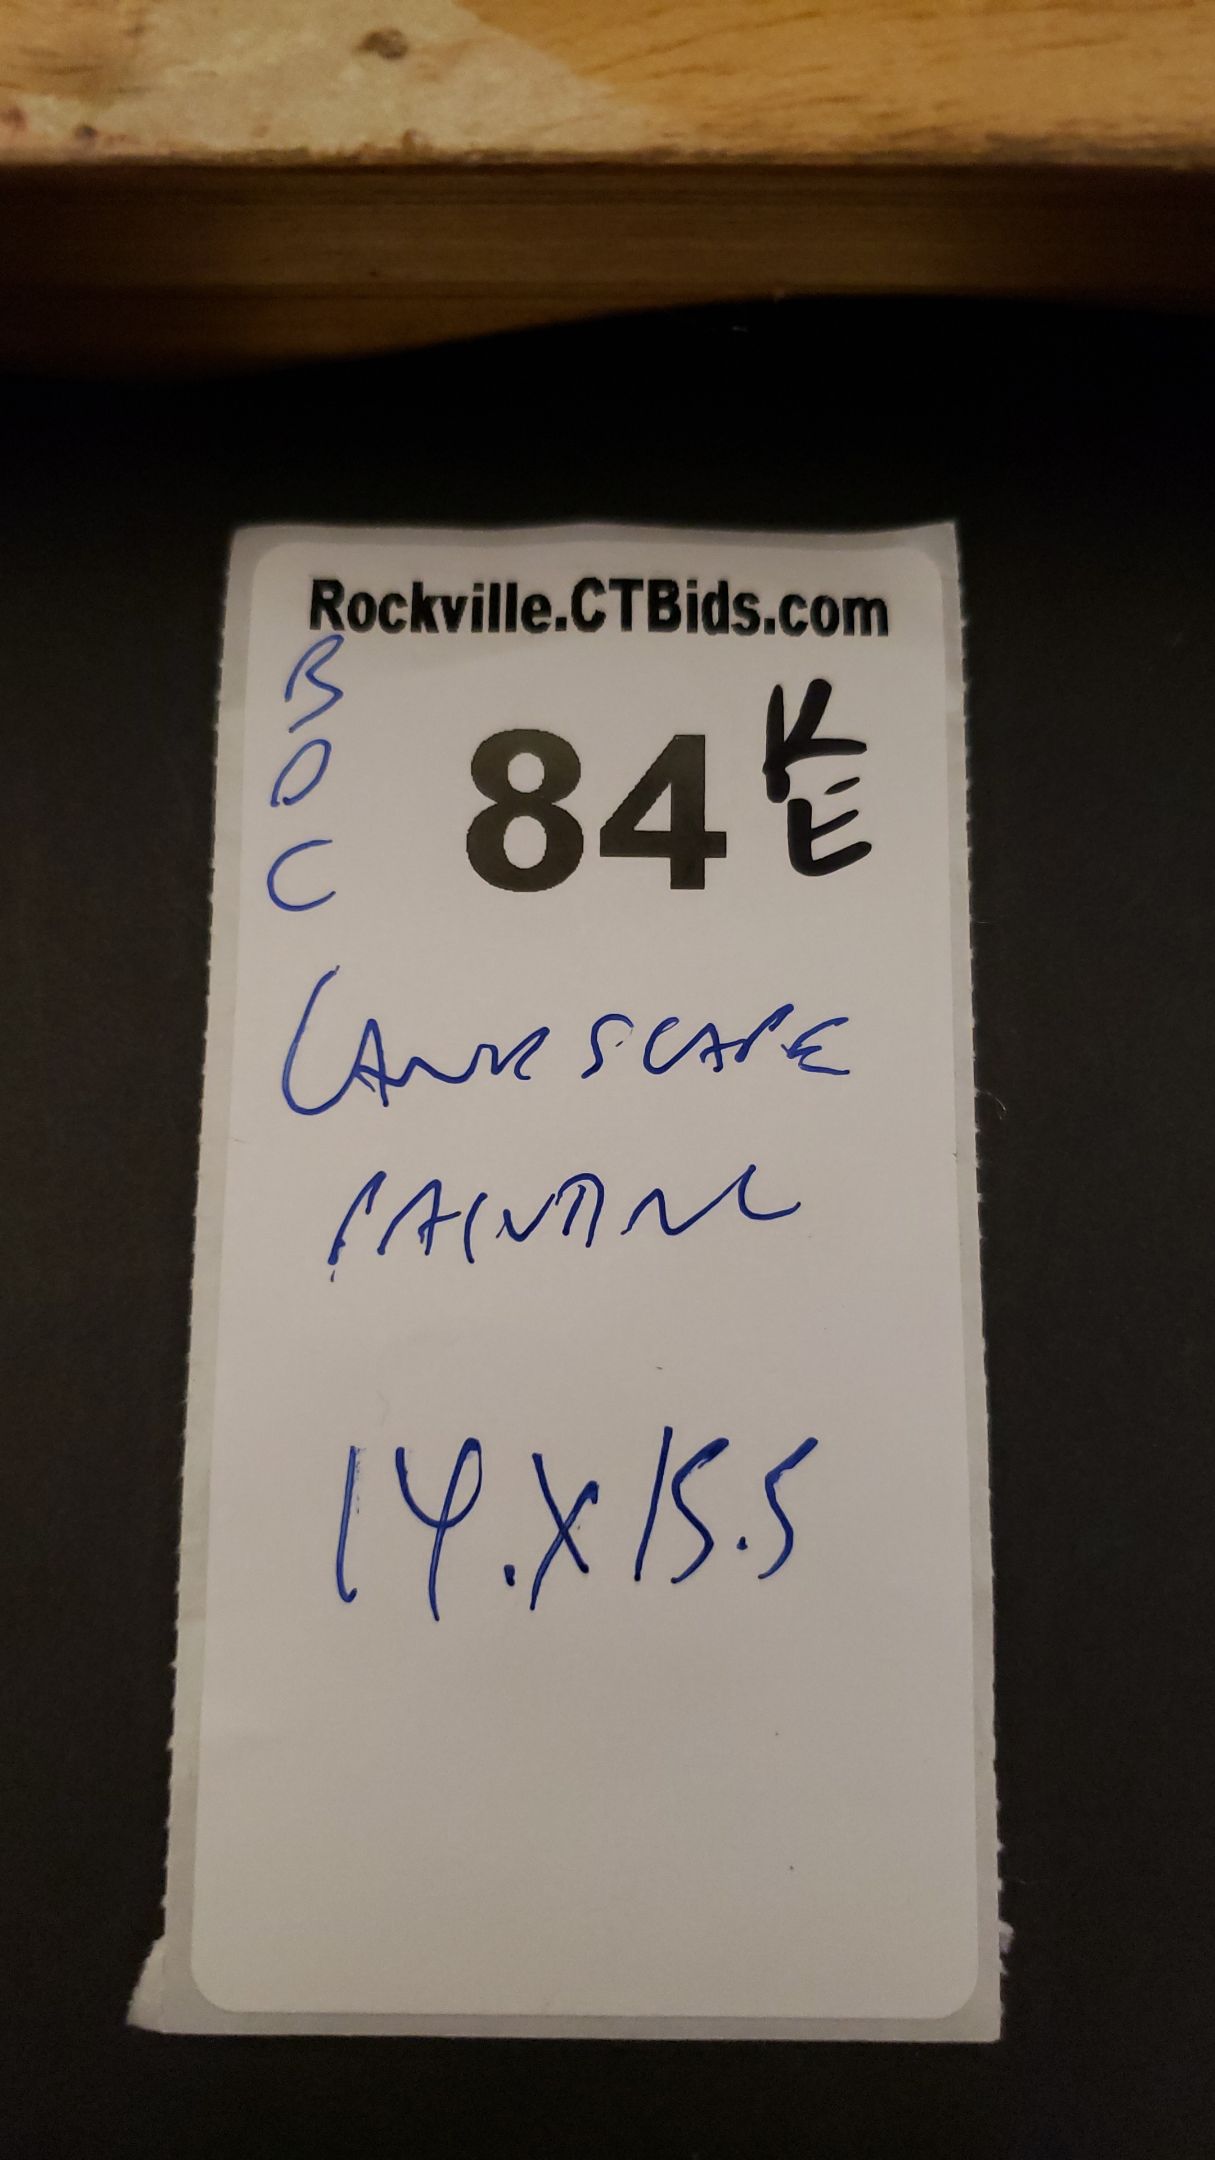 Rockville.CTBids.com
B
O
C
84
K
E
LANDSCAPE
PAINTING
14.X15.5